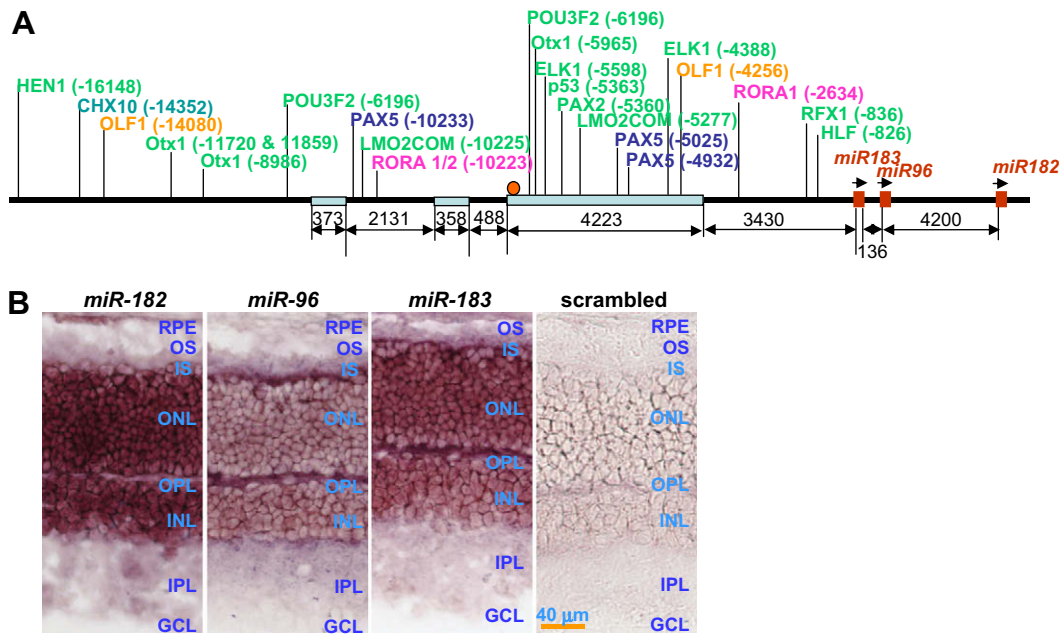 A
POU3F2 (-6196)
Otx1 (-5965)
ELK1 (-4388)
ELK1 (-5598)
OLF1 (-4256)
HEN1 (-16148)
p53 (-5363)
CHX10 (-14352)
POU3F2 (-6196)
PAX2 (-5360)
RORA1 (-2634)
OLF1 (-14080)
PAX5 (-10233)
LMO2COM (-5277)
RFX1 (-836)
Otx1 (-11720 & 11859)
LMO2COM (-10225)
PAX5 (-5025)
HLF (-826)
Otx1 (-8986)
RORA 1/2 (-10223)
PAX5 (-4932)
miR183
miR96
miR182
373
2131
358
488
4223
3430
136
4200
B
miR-182
miR-96
miR-183
scrambled
RPE
OS
IS
ONL
OPL
INL
IPL
GCL
RPE
OS
IS
ONL
OPL
INL
IPL
GCL
OS
IS
ONL
OPL
INL
IPL
GCL
RPE
OS
IS
ONL
OPL
INL
IPL
GCL
40 μm